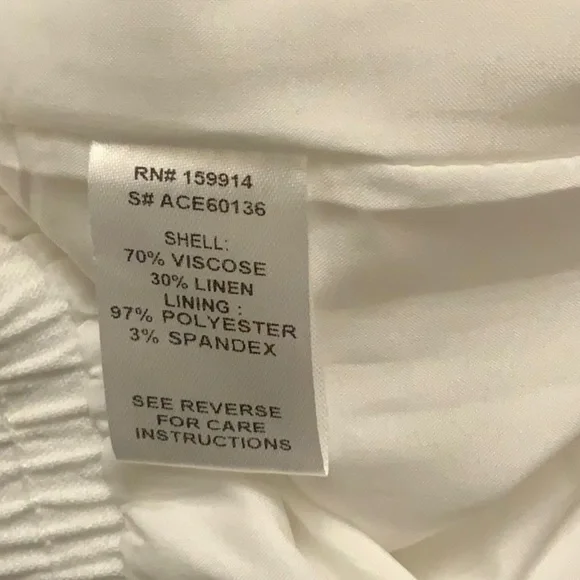 RN# 159914
S# ACE60136
SHELL:
70% VISCOSE
30% LINEN
LINING :
97% POLYESTER
3% SPANDEX
SEE REVERSE
FOR CARE
INSTRUCTIONS